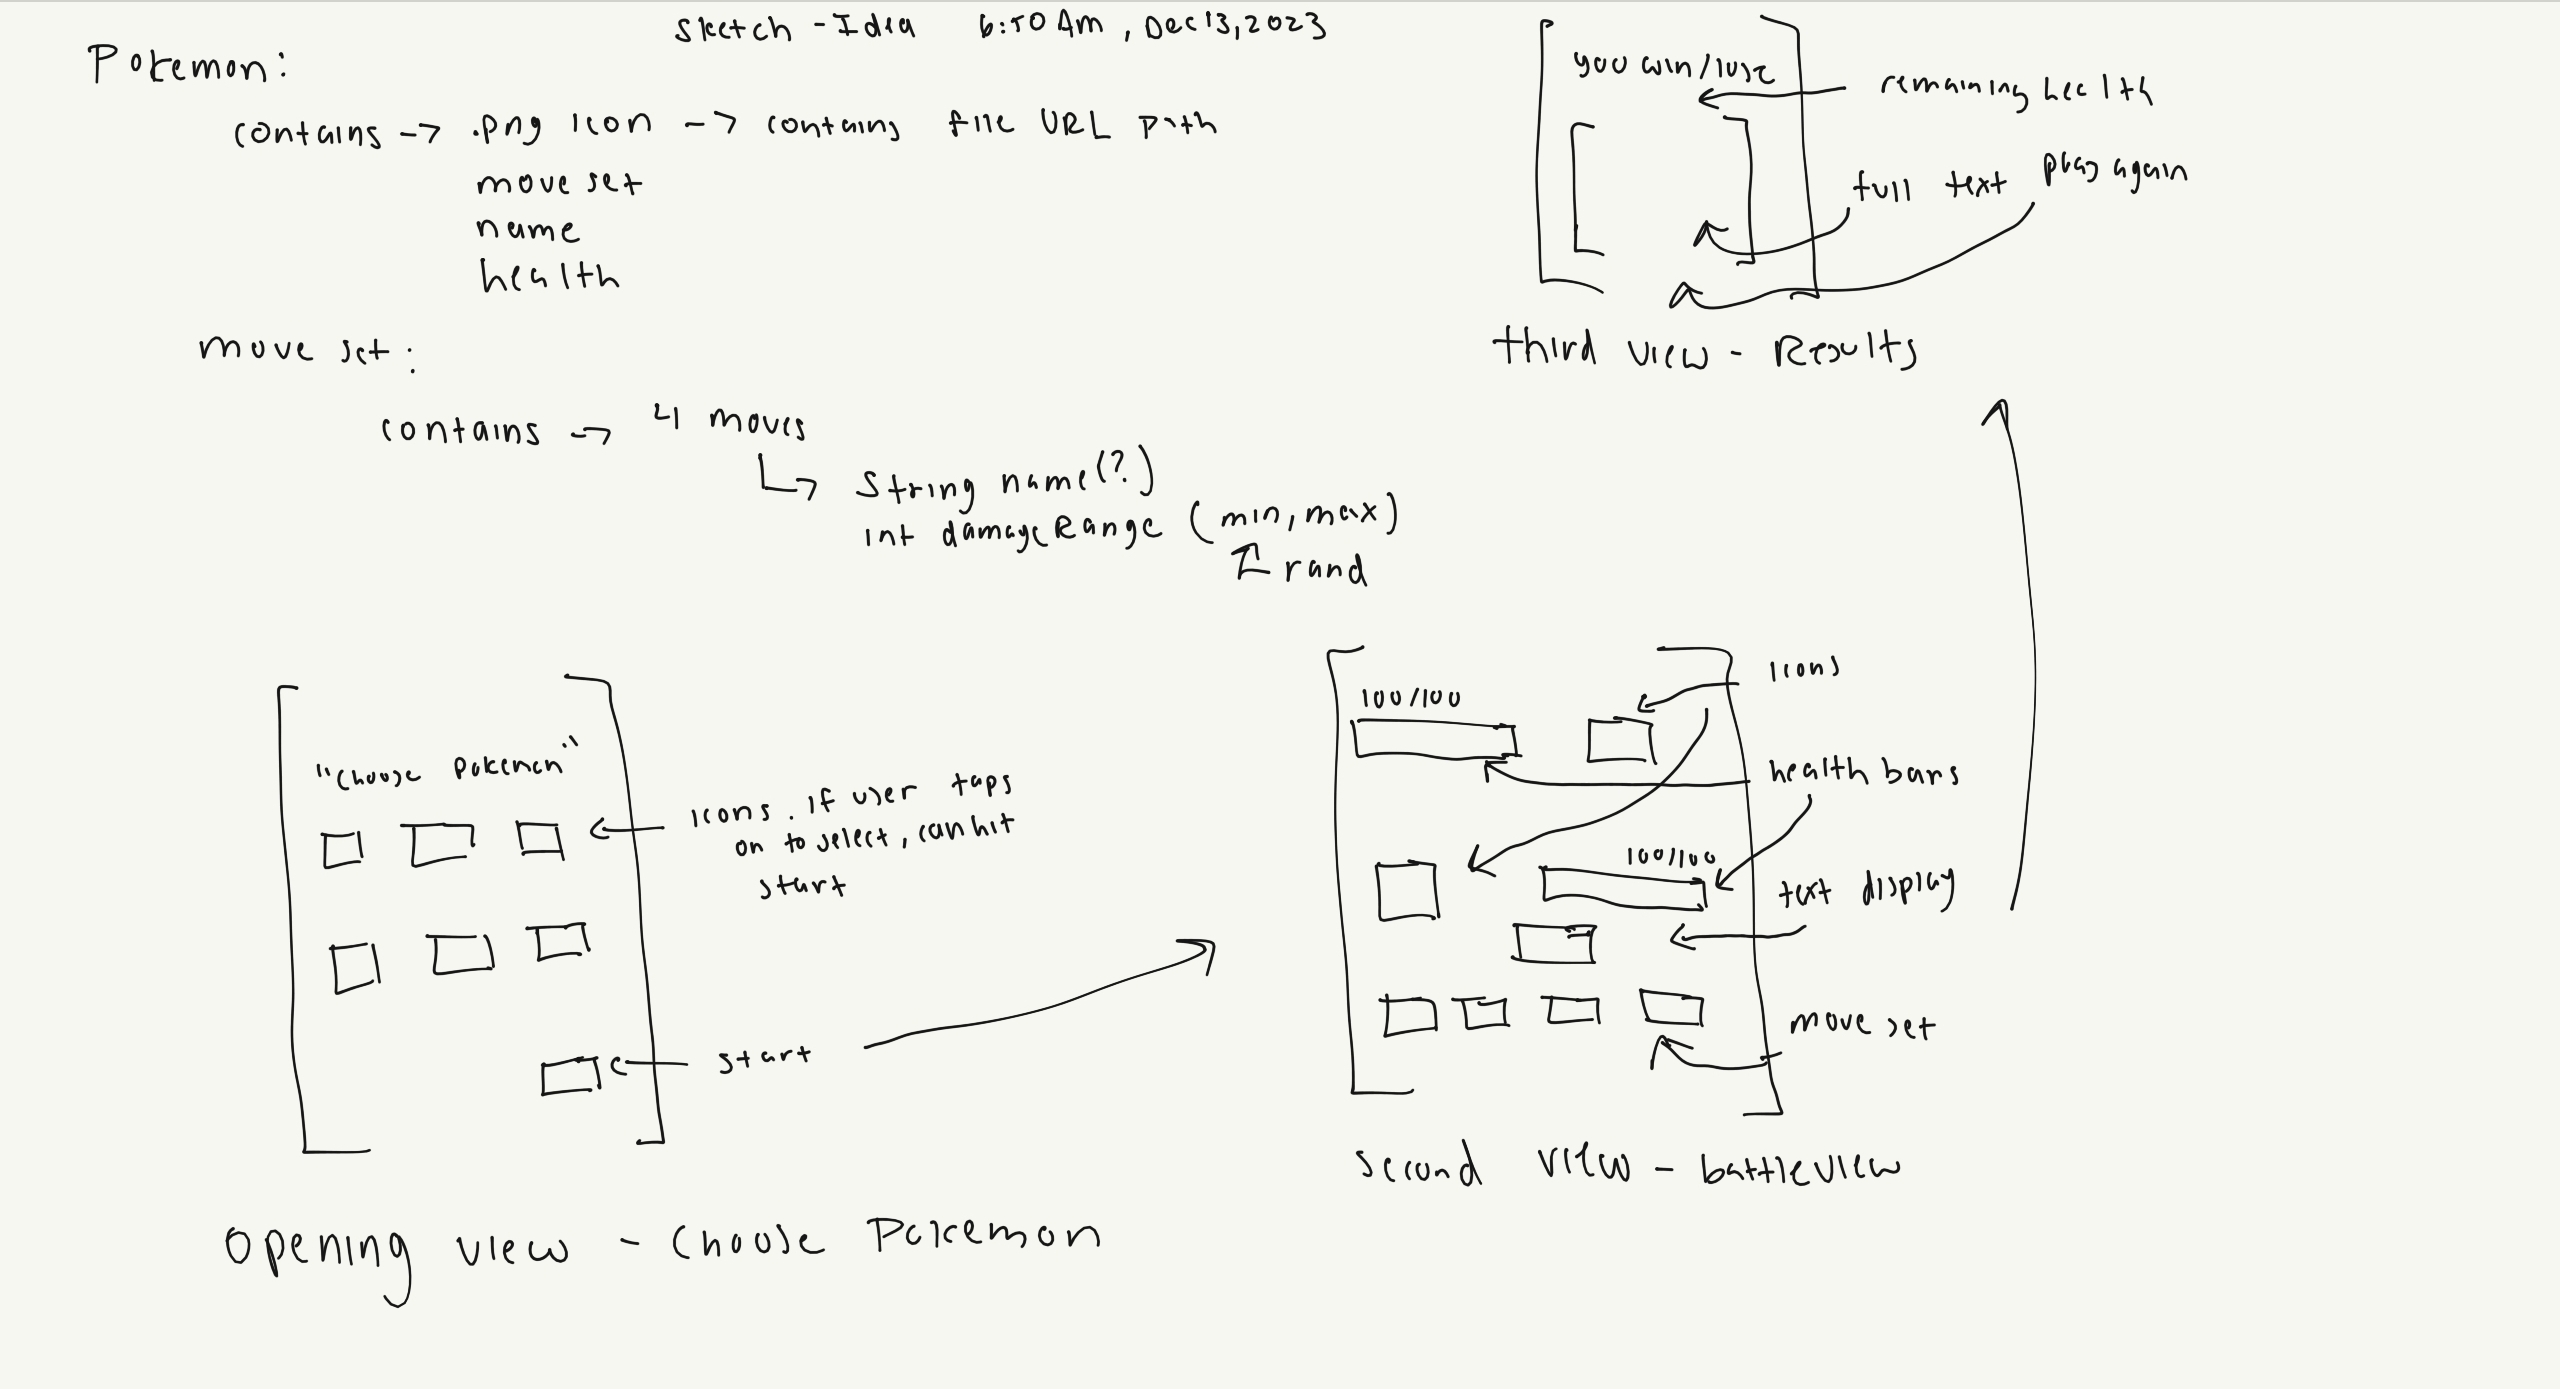 Sketch - Idea 6:50 AM, Dec 13, 2023
Pokemon:
contains -> .png icon -> contains file URL path
move set
name
health
move set:
contains -> 4 moves
String name(?)
int damageRange (min, max)
rand
you win/lose
remaining health
full text
play again
third view - Results
"choose Pokemon"
icons. if user taps
on to select, can hit
start
start
opening view - Choose Pokemon
100/100
icons
health bars
100/100
text display
move set
second view - battleview